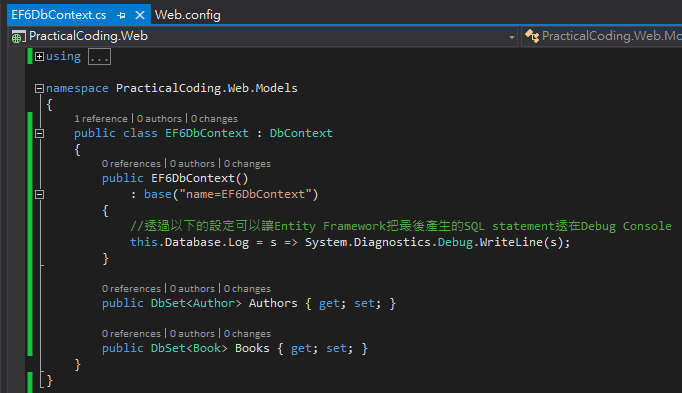 EF6DbContext.cs Web.config
PracticalCoding.Web PracticalCoding.Web.Mo
using ...
namespace PracticalCoding.Web.Models
{
1 reference | 0 authors | 0 changes
public class EF6DbContext : DbContext
{
0 references | 0 authors | 0 changes
public EF6DbContext()
: base("name=EF6DbContext")
{
//透過以下的設定可以讓Entity Framework把最後產生的SQL statement透在Debug Console
this.Database.Log = s => System.Diagnostics.Debug.WriteLine(s);
}
0 references | 0 authors | 0 changes
public DbSet<Author> Authors { get; set; }
0 references | 0 authors | 0 changes
public DbSet<Book> Books { get; set; }
}
}